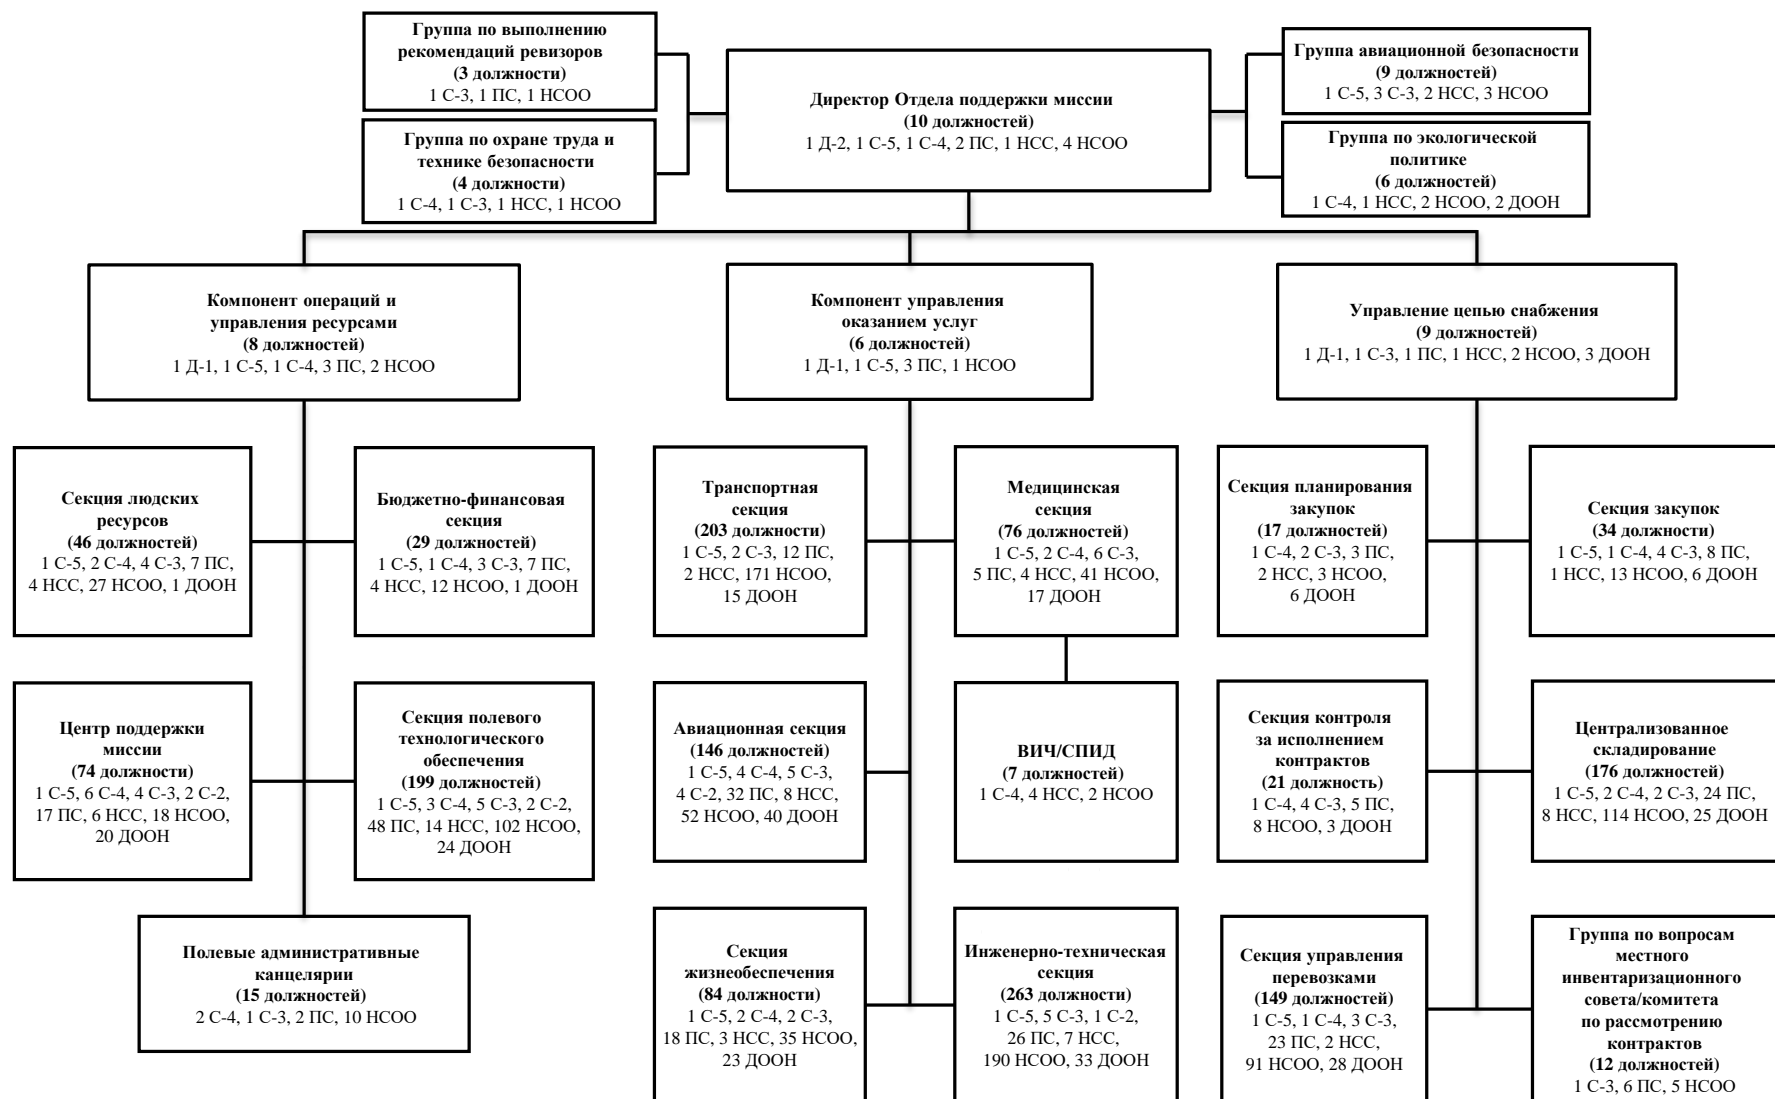 Группа по выполнению
рекомендаций ревизоров
(3 должности)
1 С-3, 1 ПС, 1 НСОО
Группа по охране труда и
технике безопасности
(4 должности)
1 С-4, 1 С-3, 1 НСС, 1 НСОО
Директор Отдела поддержки миссии
(10 должностей)
1 Д-2, 1 С-5, 1 С-4, 2 ПС, 1 НСС, 4 НСОО
Группа авиационной безопасности
(9 должностей)
1 С-5, 3 С-3, 2 НСС, 3 НСОО
Группа по экологической
политике
(6 должностей)
1 С-4, 1 НСС, 2 НСОО, 2 ДООН
Компонент операций и
управления ресурсами
(8 должностей)
1 Д-1, 1 С-5, 1 С-4, 3 ПС, 2 НСОО
Компонент управления
оказанием услуг
(6 должностей)
1 Д-1, 1 С-5, 3 ПС, 1 НСОО
Управление цепью снабжения
(9 должностей)
1 Д-1, 1 С-3, 1 ПС, 1 НСС, 2 НСОО, 3 ДООН
Секция людских
ресурсов
(46 должностей)
1 С-5, 2 С-4, 4 С-3, 7 ПС,
4 НСС, 27 НСОО, 1 ДООН
Бюджетно-финансовая
секция
(29 должностей)
1 С-5, 1 С-4, 3 С-3, 7 ПС,
4 НСС, 12 НСОО, 1 ДООН
Транспортная
секция
(203 должности)
1 С-5, 2 С-3, 12 ПС,
2 НСС, 171 НСОО,
15 ДООН
Медицинская
секция
(76 должностей)
1 С-5, 2 С-4, 6 С-3,
5 ПС, 4 НСС, 41 НСОО,
17 ДООН
Секция планирования
закупок
(17 должностей)
1 С-4, 2 С-3, 3 ПС,
2 НСС, 3 НСОО,
6 ДООН
Секция закупок
(34 должности)
1 С-5, 1 С-4, 4 С-3, 8 ПС,
1 НСС, 13 НСОО, 6 ДООН
Центр поддержки
миссии
(74 должности)
1 С-5, 6 С-4, 4 С-3, 2 С-2,
17 ПС, 6 НСС, 18 НСОО,
20 ДООН
Секция полевого
технологического
обеспечения
(199 должностей)
1 С-5, 3 С-4, 5 С-3, 2 С-2,
48 ПС, 14 НСС, 102 НСОО,
24 ДООН
Авиационная секция
(146 должностей)
1 С-5, 4 С-4, 5 С-3,
4 С-2, 32 ПС, 8 НСС,
52 НСОО, 40 ДООН
ВИЧ/СПИД
(7 должностей)
1 С-4, 4 НСС, 2 НСОО
Секция контроля
за исполнением
контрактов
(21 должность)
1 С-4, 4 С-3, 5 ПС,
8 НСОО, 3 ДООН
Централизованное
складирование
(176 должностей)
1 С-5, 2 С-4, 2 С-3, 24 ПС,
8 НСС, 114 НСОО, 25 ДООН
Полевые административные
канцелярии
(15 должностей)
2 С-4, 1 С-3, 2 ПС, 10 НСОО
Секция
жизнеобеспечения
(84 должности)
1 С-5, 2 С-4, 2 С-3,
18 ПС, 3 НСС, 35 НСОО,
23 ДООН
Инженерно-техническая
секция
(263 должности)
1 С-5, 5 С-3, 1 С-2,
26 ПС, 7 НСС,
190 НСОО, 33 ДООН
Секция управления
перевозками
(149 должностей)
1 С-5, 1 С-4, 3 С-3,
23 ПС, 2 НСС,
91 НСОО, 28 ДООН
Группа по вопросам
местного
инвентаризационного
совета/комитета
по рассмотрению
контрактов
(12 должностей)
1 С-3, 6 ПС, 5 НСОО